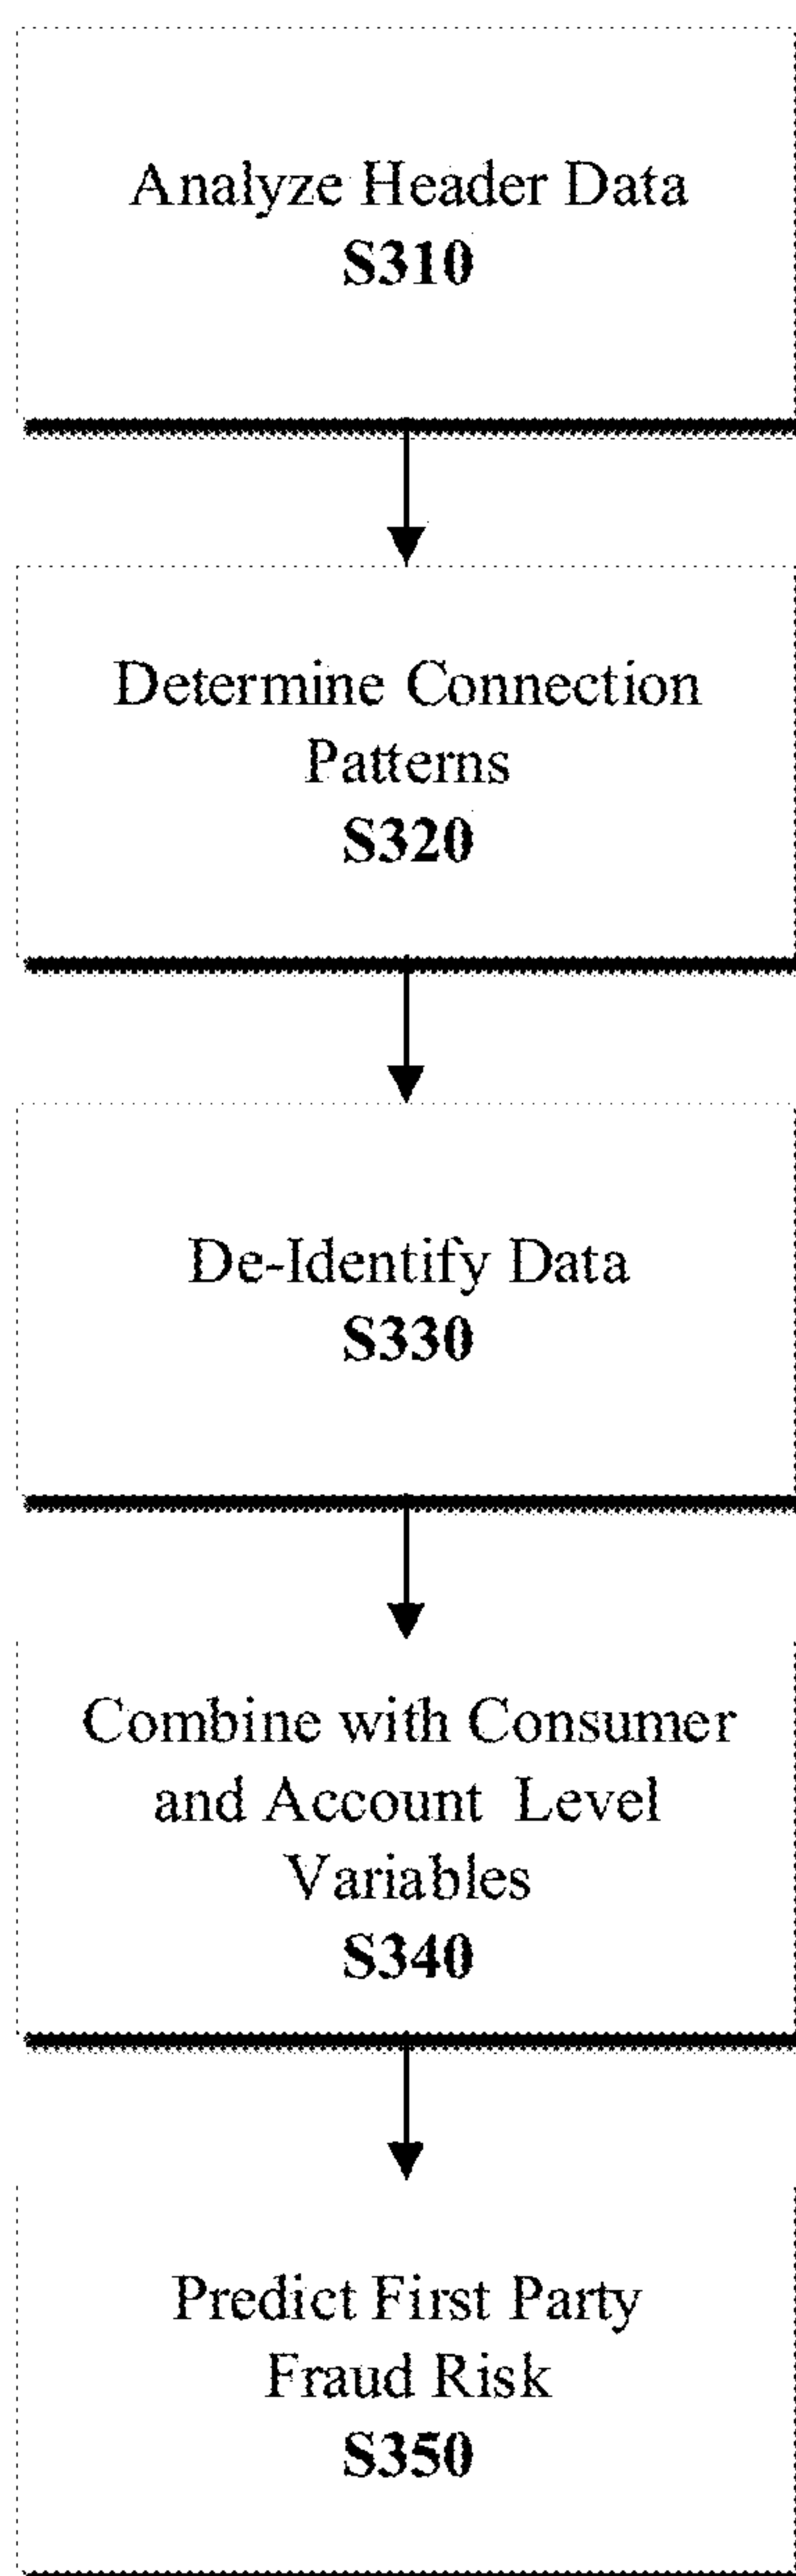 Analyze Header Data
S310
Determine Connection
Patterns
S320
De-Identify Data
S330
Combine with Consumer
and Account Level
Variables
S340
Predict First Party
Fraud Risk
S350